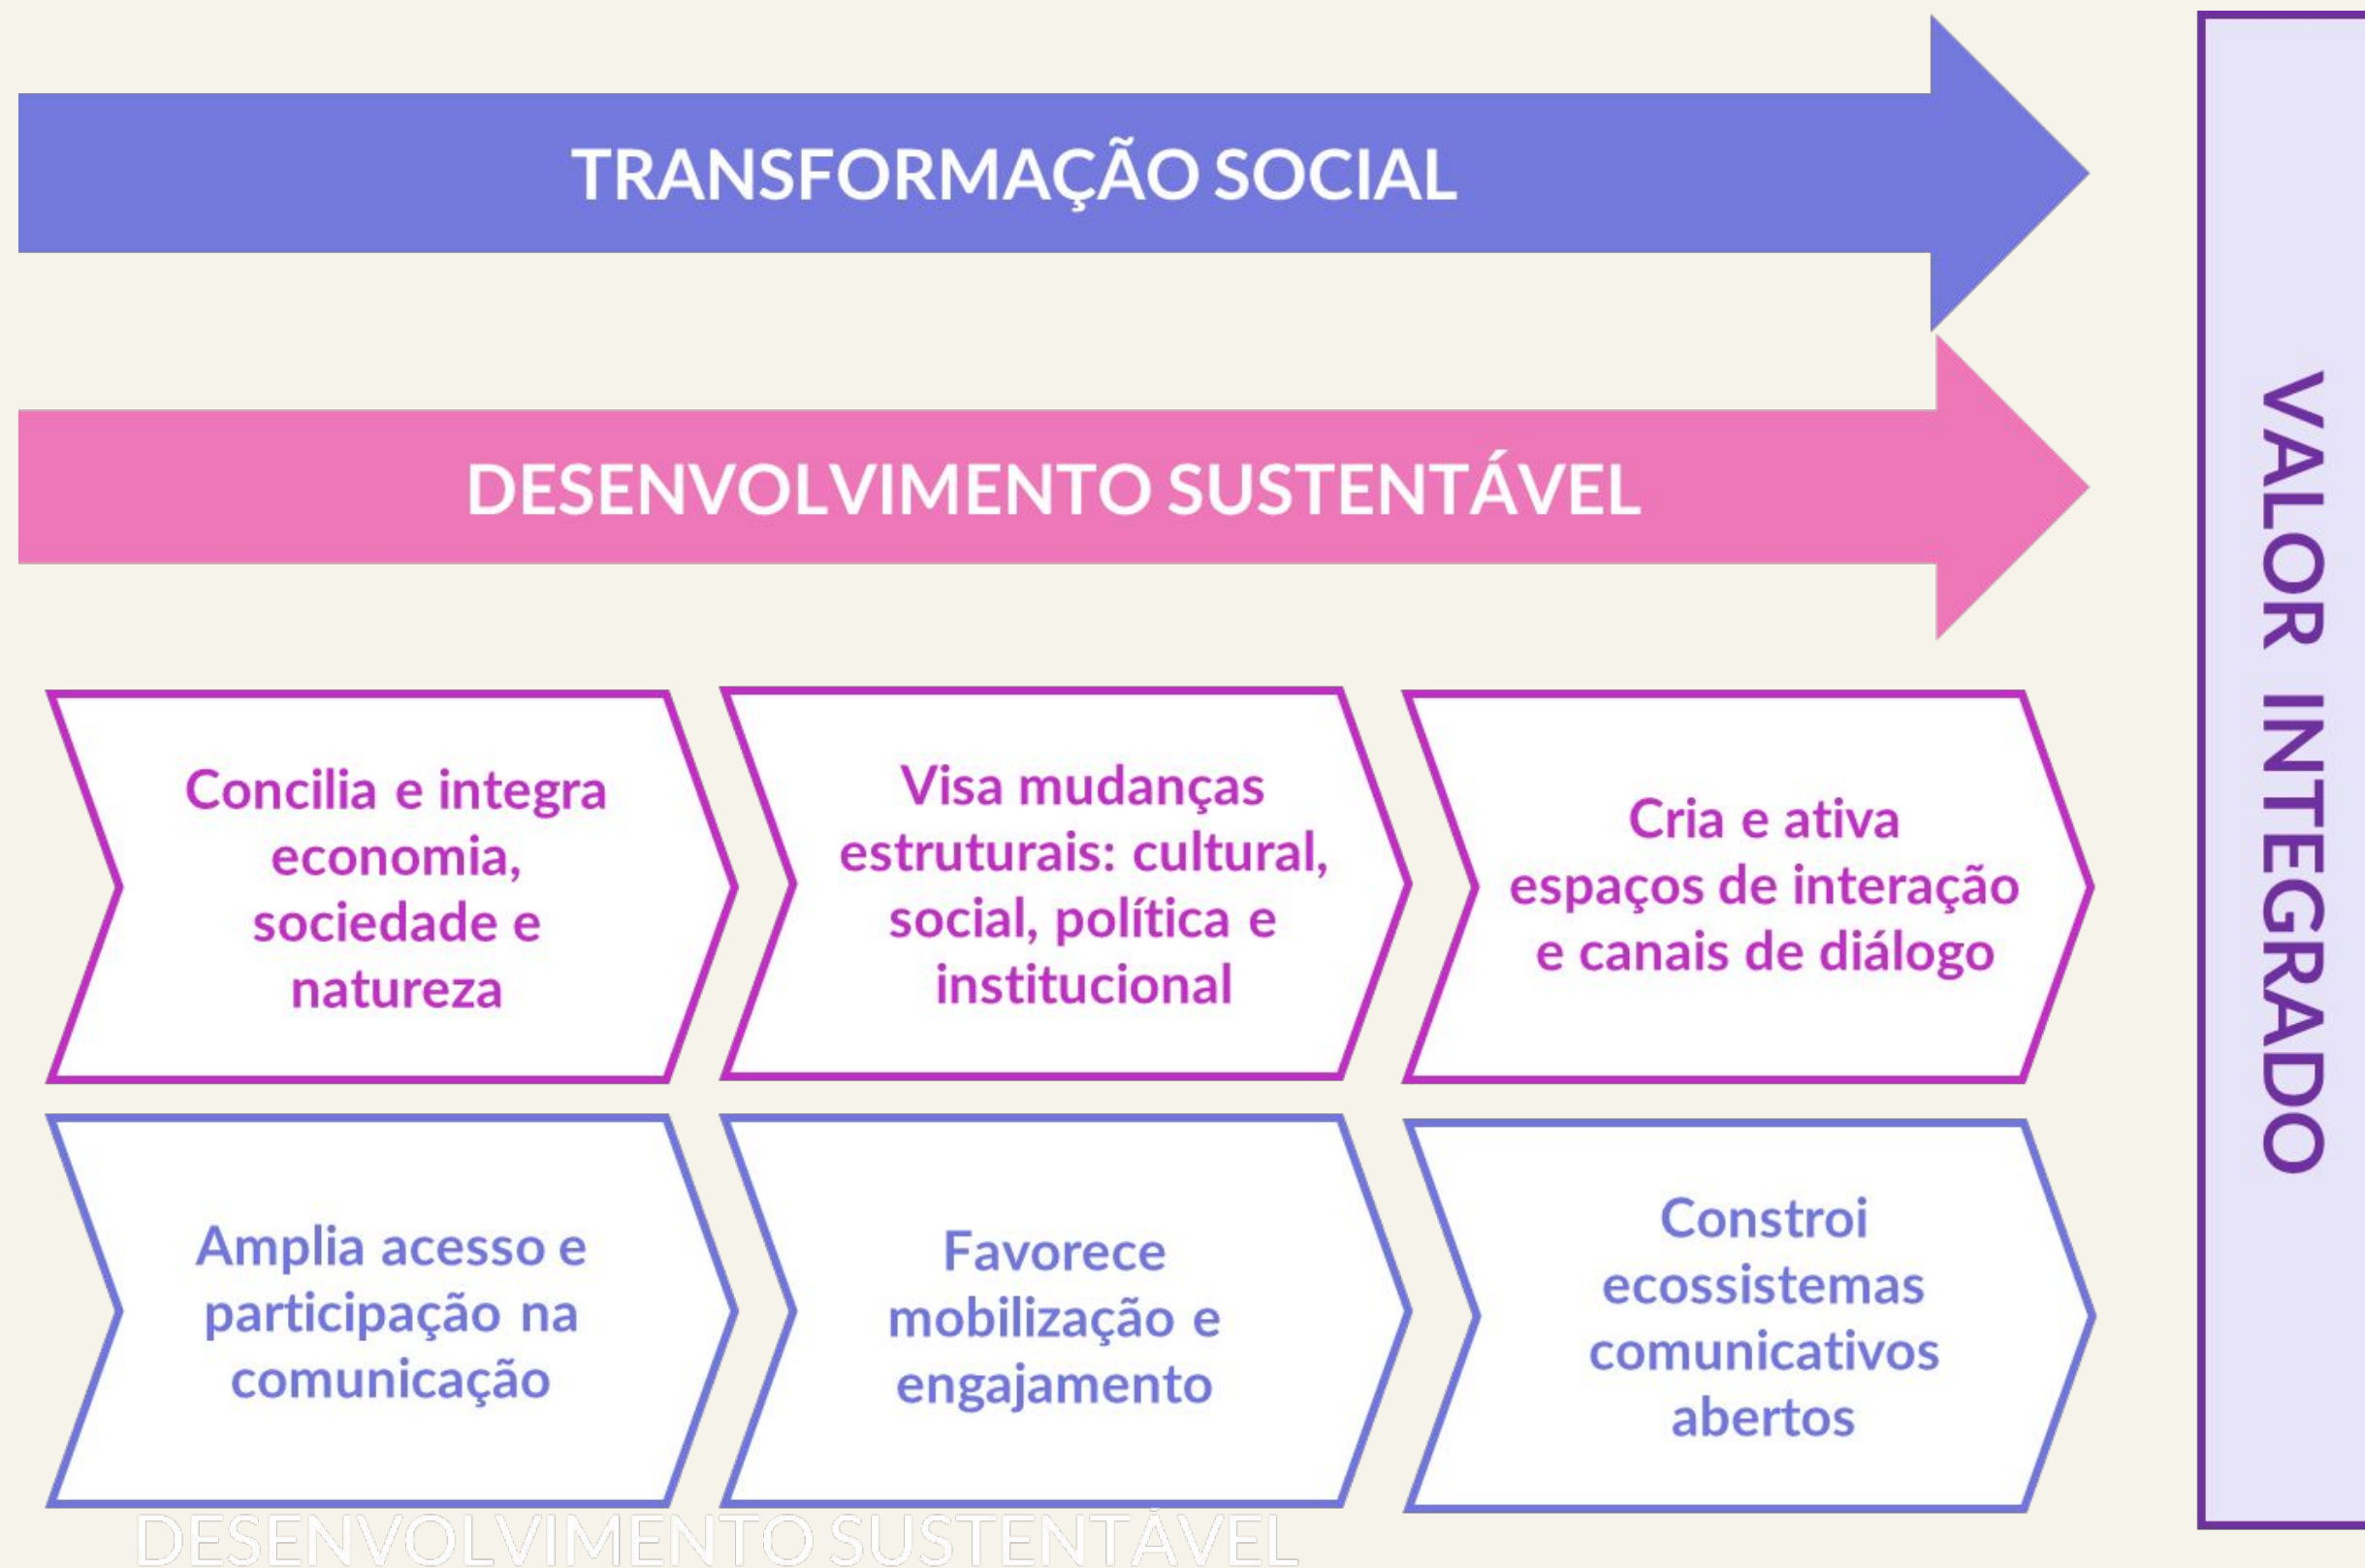 TRANSFORMAÇÃO SOCIAL
DESENVOLVIMENTO SUSTENTÁVEL
Concilia e integra
economia,
sociedade e
natureza
Visa mudanças
estruturais: cultural,
social, política e
institucional
Cria e ativa
espaços de interação
e canais de diálogo
Amplia acesso e
participação na
comunicação
Favorece
mobilização e
engajamento
Constroi
ecossistemas
comunicativos
abertos
DESENVOLVIMENTO SUSTENTÁVEL
VALOR INTEGRADO